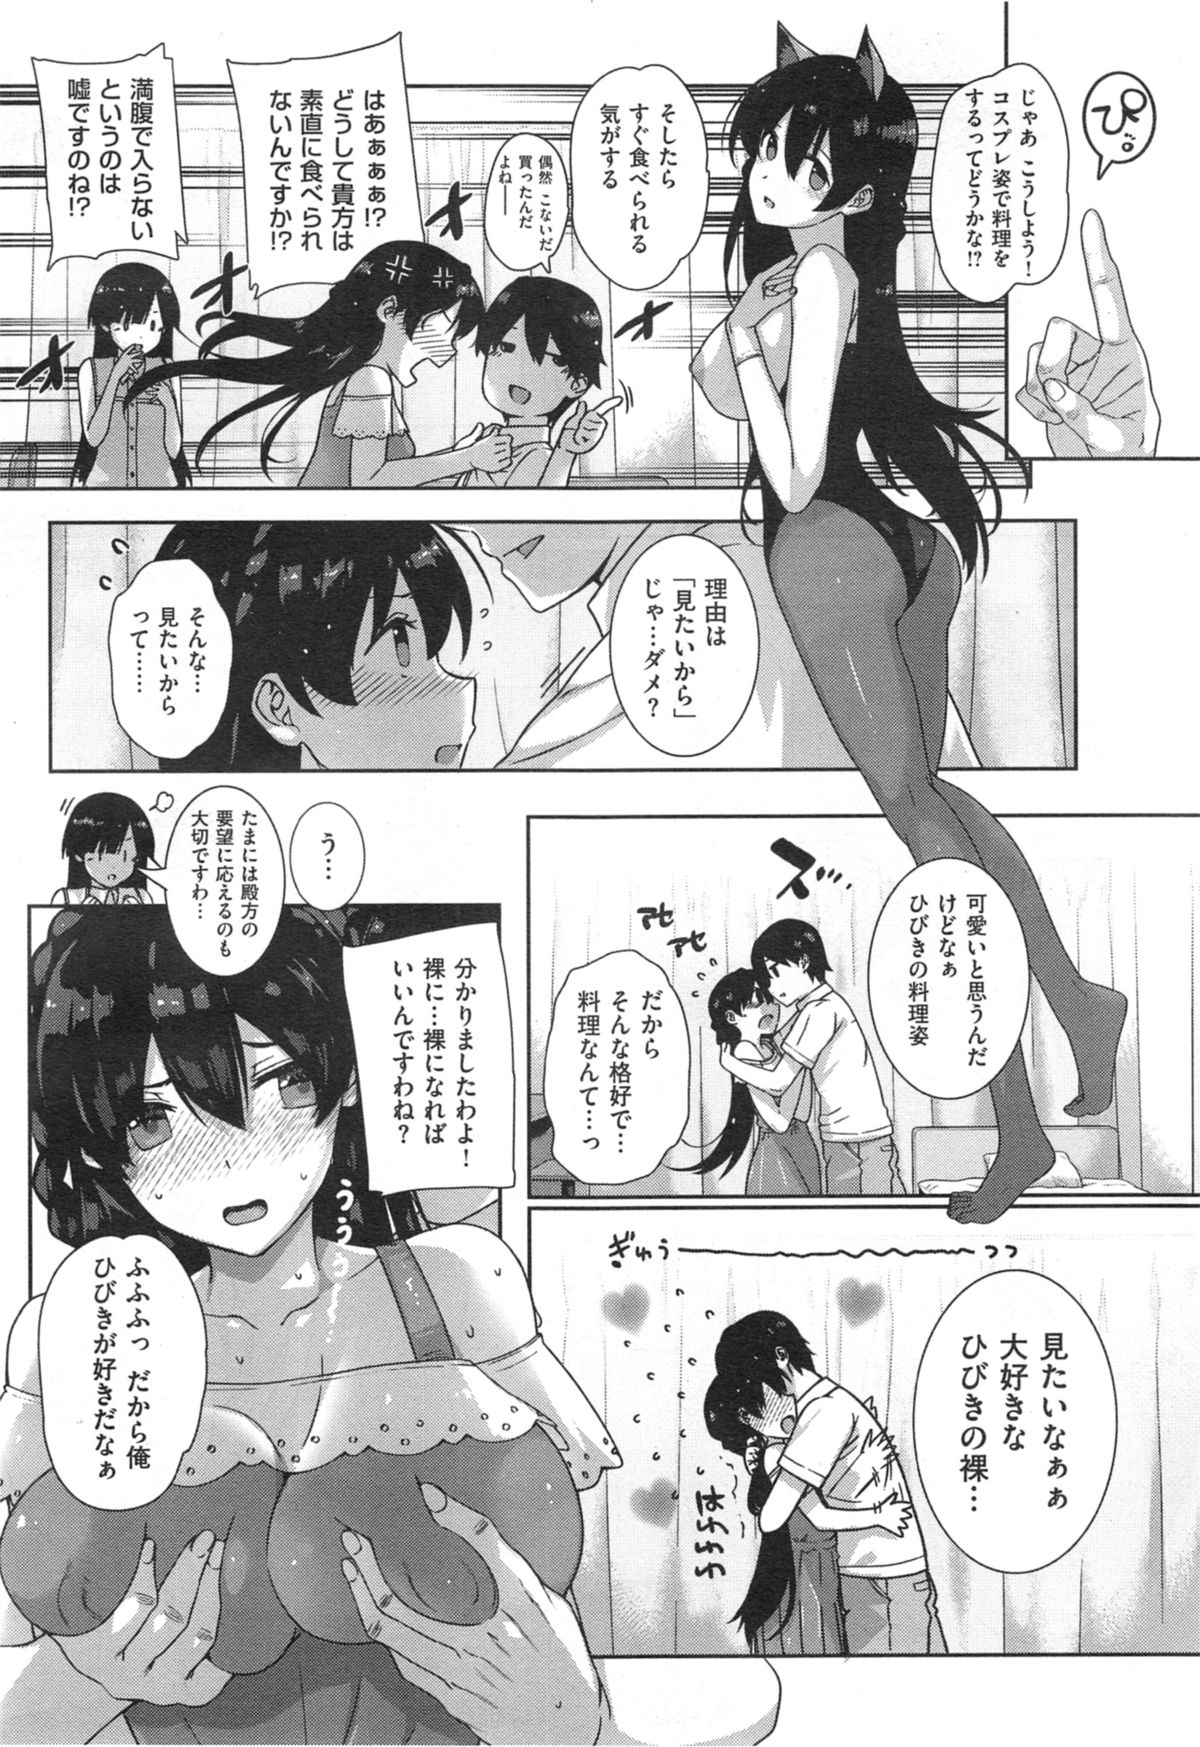 ぴっ
じゃあ こうしよう！
コスプレ姿で料理を
するってどうかな!?
そしたら
すぐ食べられる
気がする
偶然 こないだ
買ったんだ
よね――
はあぁぁぁ!?
どうして貴方は
素直に食べられ
ないんですか!?
満腹で入らない
というのは
嘘ですのね!?
理由は
「見たいから」
じゃ…ダメ？
そんな…
見たいから
って……
可愛いと思うんだ
けどなぁ
ひびきの料理姿
ズズ…
アセ
アセ
だから
そんな格好で…
料理なんて…っ
見たいなぁぁ
大好きな
ひびきの裸…
ぎゅぅ
っっ
う…
たまには殿方の
要望に応えるのも
大切ですわ…
分かりましたわよ！
裸に…裸になれば
いいんですわね？
うぅぅ…
ふふふっ だから俺
ひびきが好きだなぁ